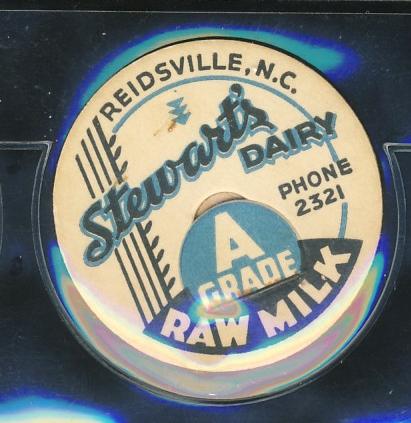 REIDSVILLE, N.C.
Stewart's
DAIRY
PHONE
2321
A
GRADE
RAW MILK